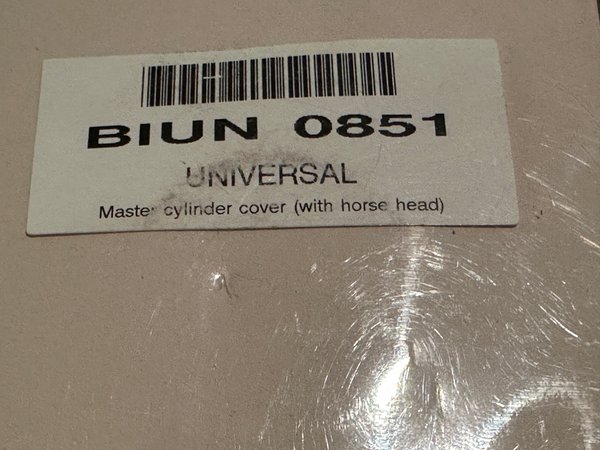 BIUN 0851
UNIVERSAL
Master cylinder cover (with horse head)